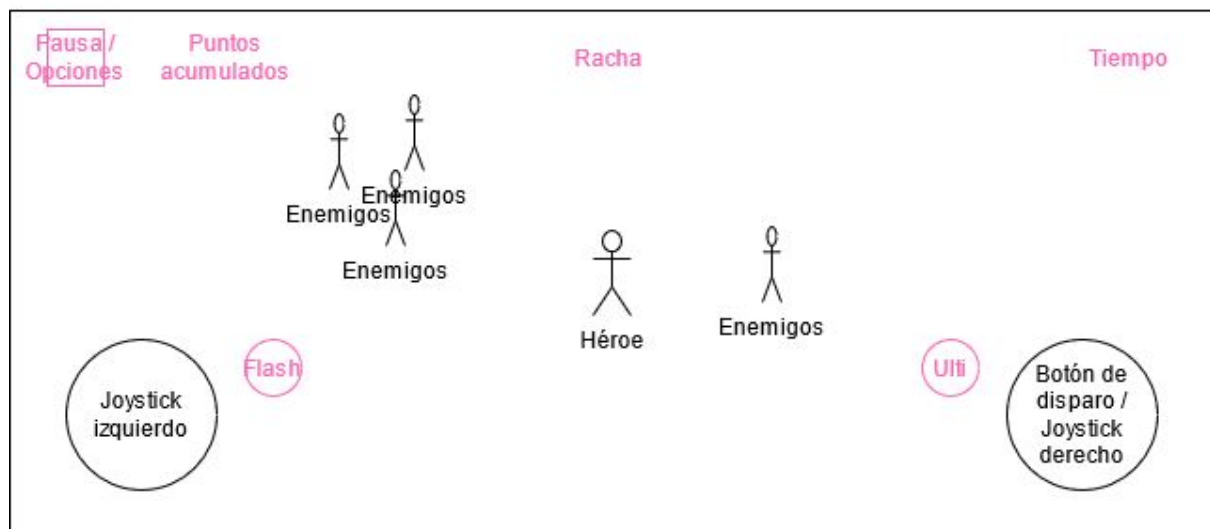 Pausa /
Opciones
Puntos
acumulados
Racha
Tiempo
Enemigos
Enemigos
Enemigos
Héroe
Enemigos
Joystick
izquierdo
Flash
Ulti
Botón de
disparo /
Joystick
derecho